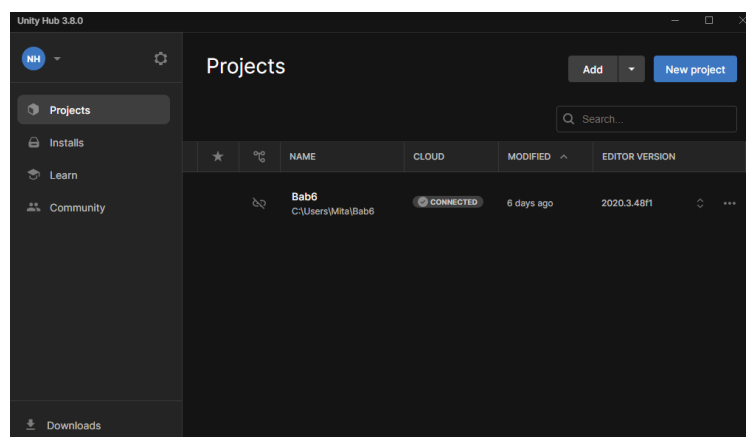 Unity Hub 3.8.0
NH
Projects
Add
New project
Projects
Search...
Installs
NAME CLOUD MODIFIED EDITOR VERSION
Learn
Community
Bab6 CONNECTED 6 days ago 2020.3.48f1
C:\Users\Mita\Bab6
Downloads